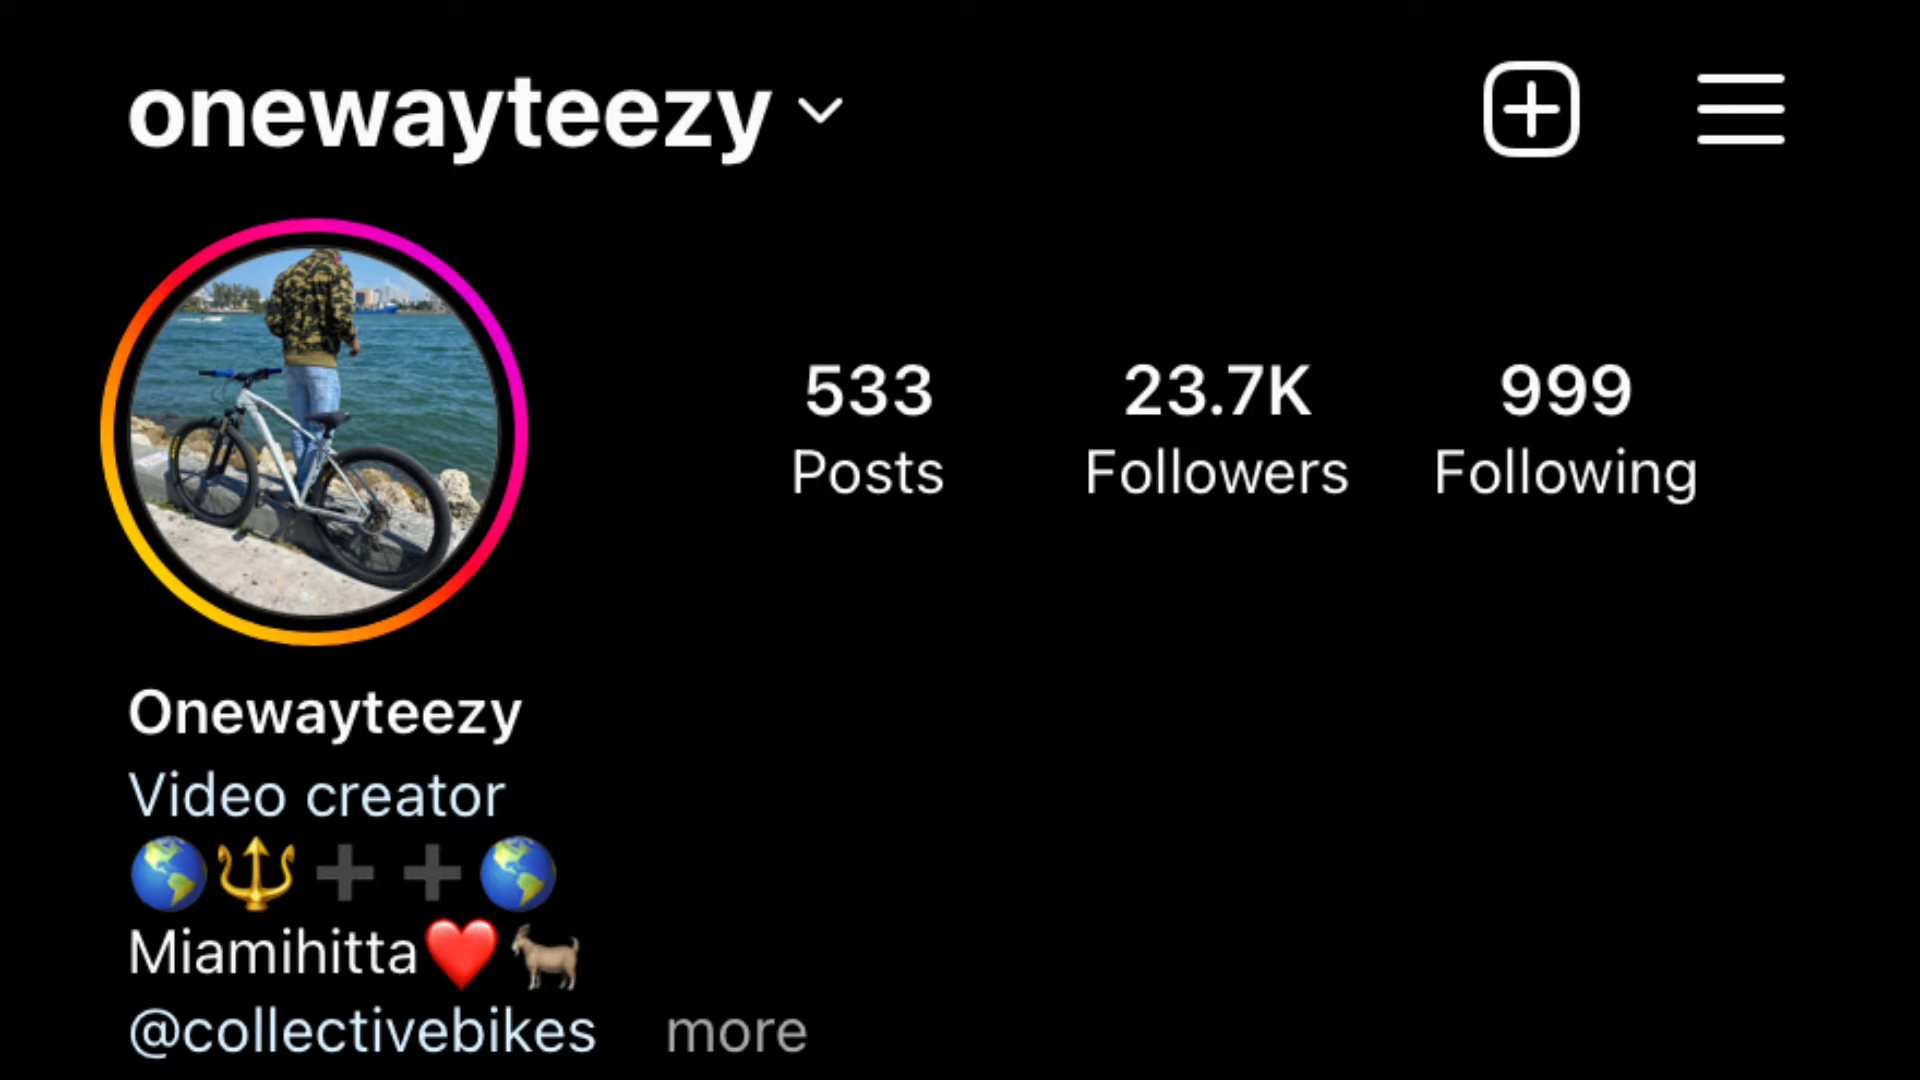 onewayteezy
533 23.7K 999
Posts Followers Following
Onewayteezy
Video creator
🌎🔱➕➕🌎
Miamihitta❤️🐐
@collectivebikes more